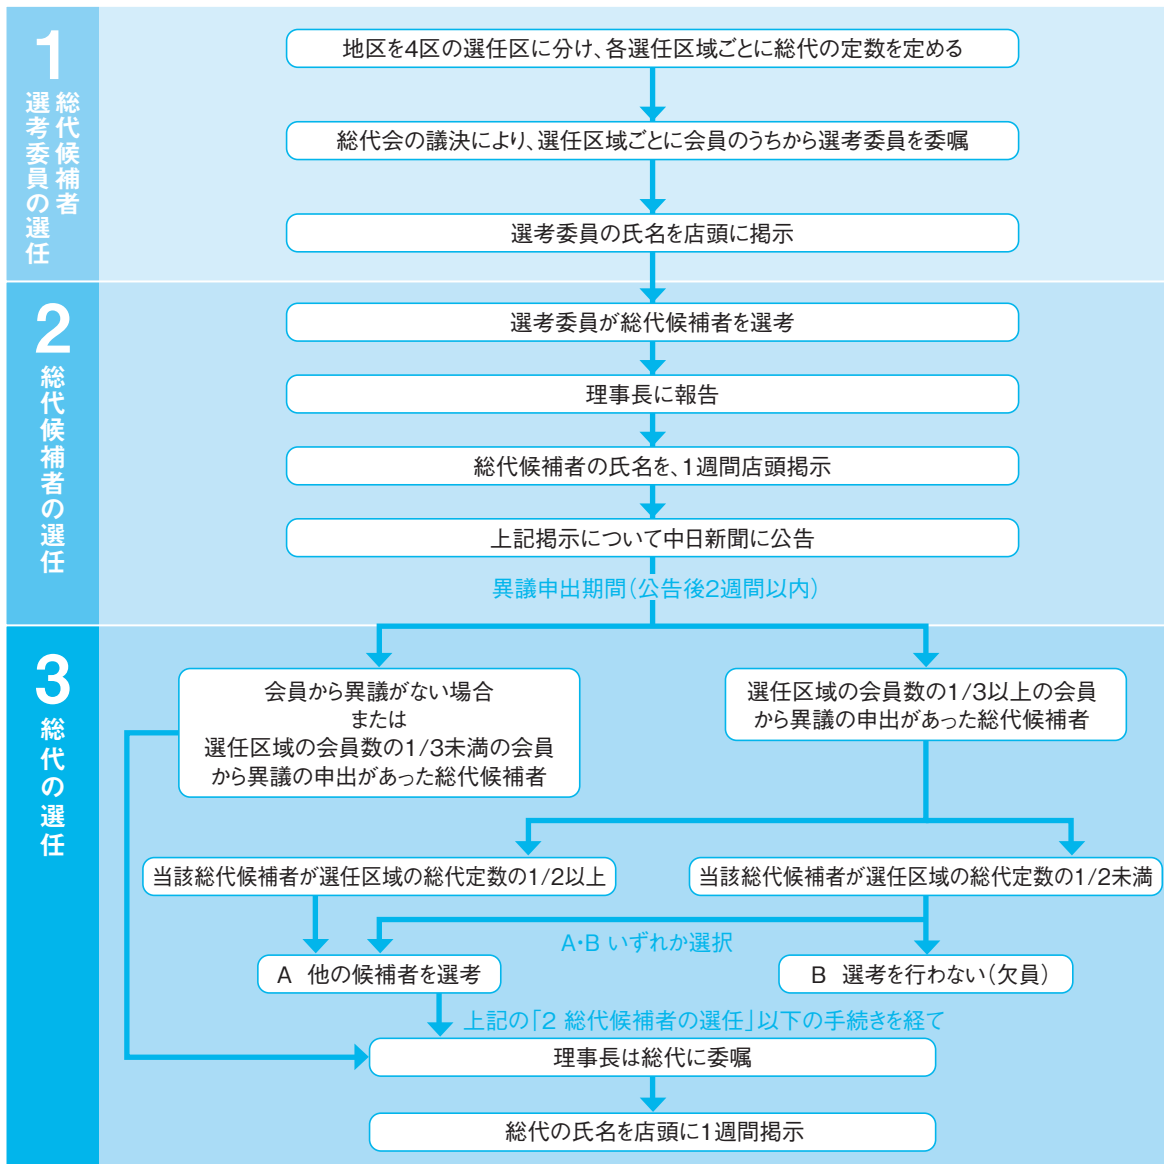 1
総代候補者
選考委員の選任
地区を4区の選任区に分け、各選任区域ごとに総代の定数を定める
総代会の議決により、選任区域ごとに会員のうちから選考委員を委嘱
選考委員の氏名を店頭に掲示
2
総代候補者の選任
選考委員が総代候補者を選考
理事長に報告
総代候補者の氏名を、1週間店頭掲示
上記掲示について中日新聞に公告
異議申出期間(公告後2週間以内)
3
総代の選任
会員から異議がない場合
または
選任区域の会員数の1/3未満の会員
から異議の申出があった総代候補者
選任区域の会員数の1/3以上の会員
から異議の申出があった総代候補者
当該総代候補者が選任区域の総代定数の1/2以上
当該総代候補者が選任区域の総代定数の1/2未満
A・B いずれか選択
A 他の候補者を選考
B 選考を行わない(欠員)
上記の「2 総代候補者の選任」以下の手続きを経て
理事長は総代に委嘱
総代の氏名を店頭に1週間掲示